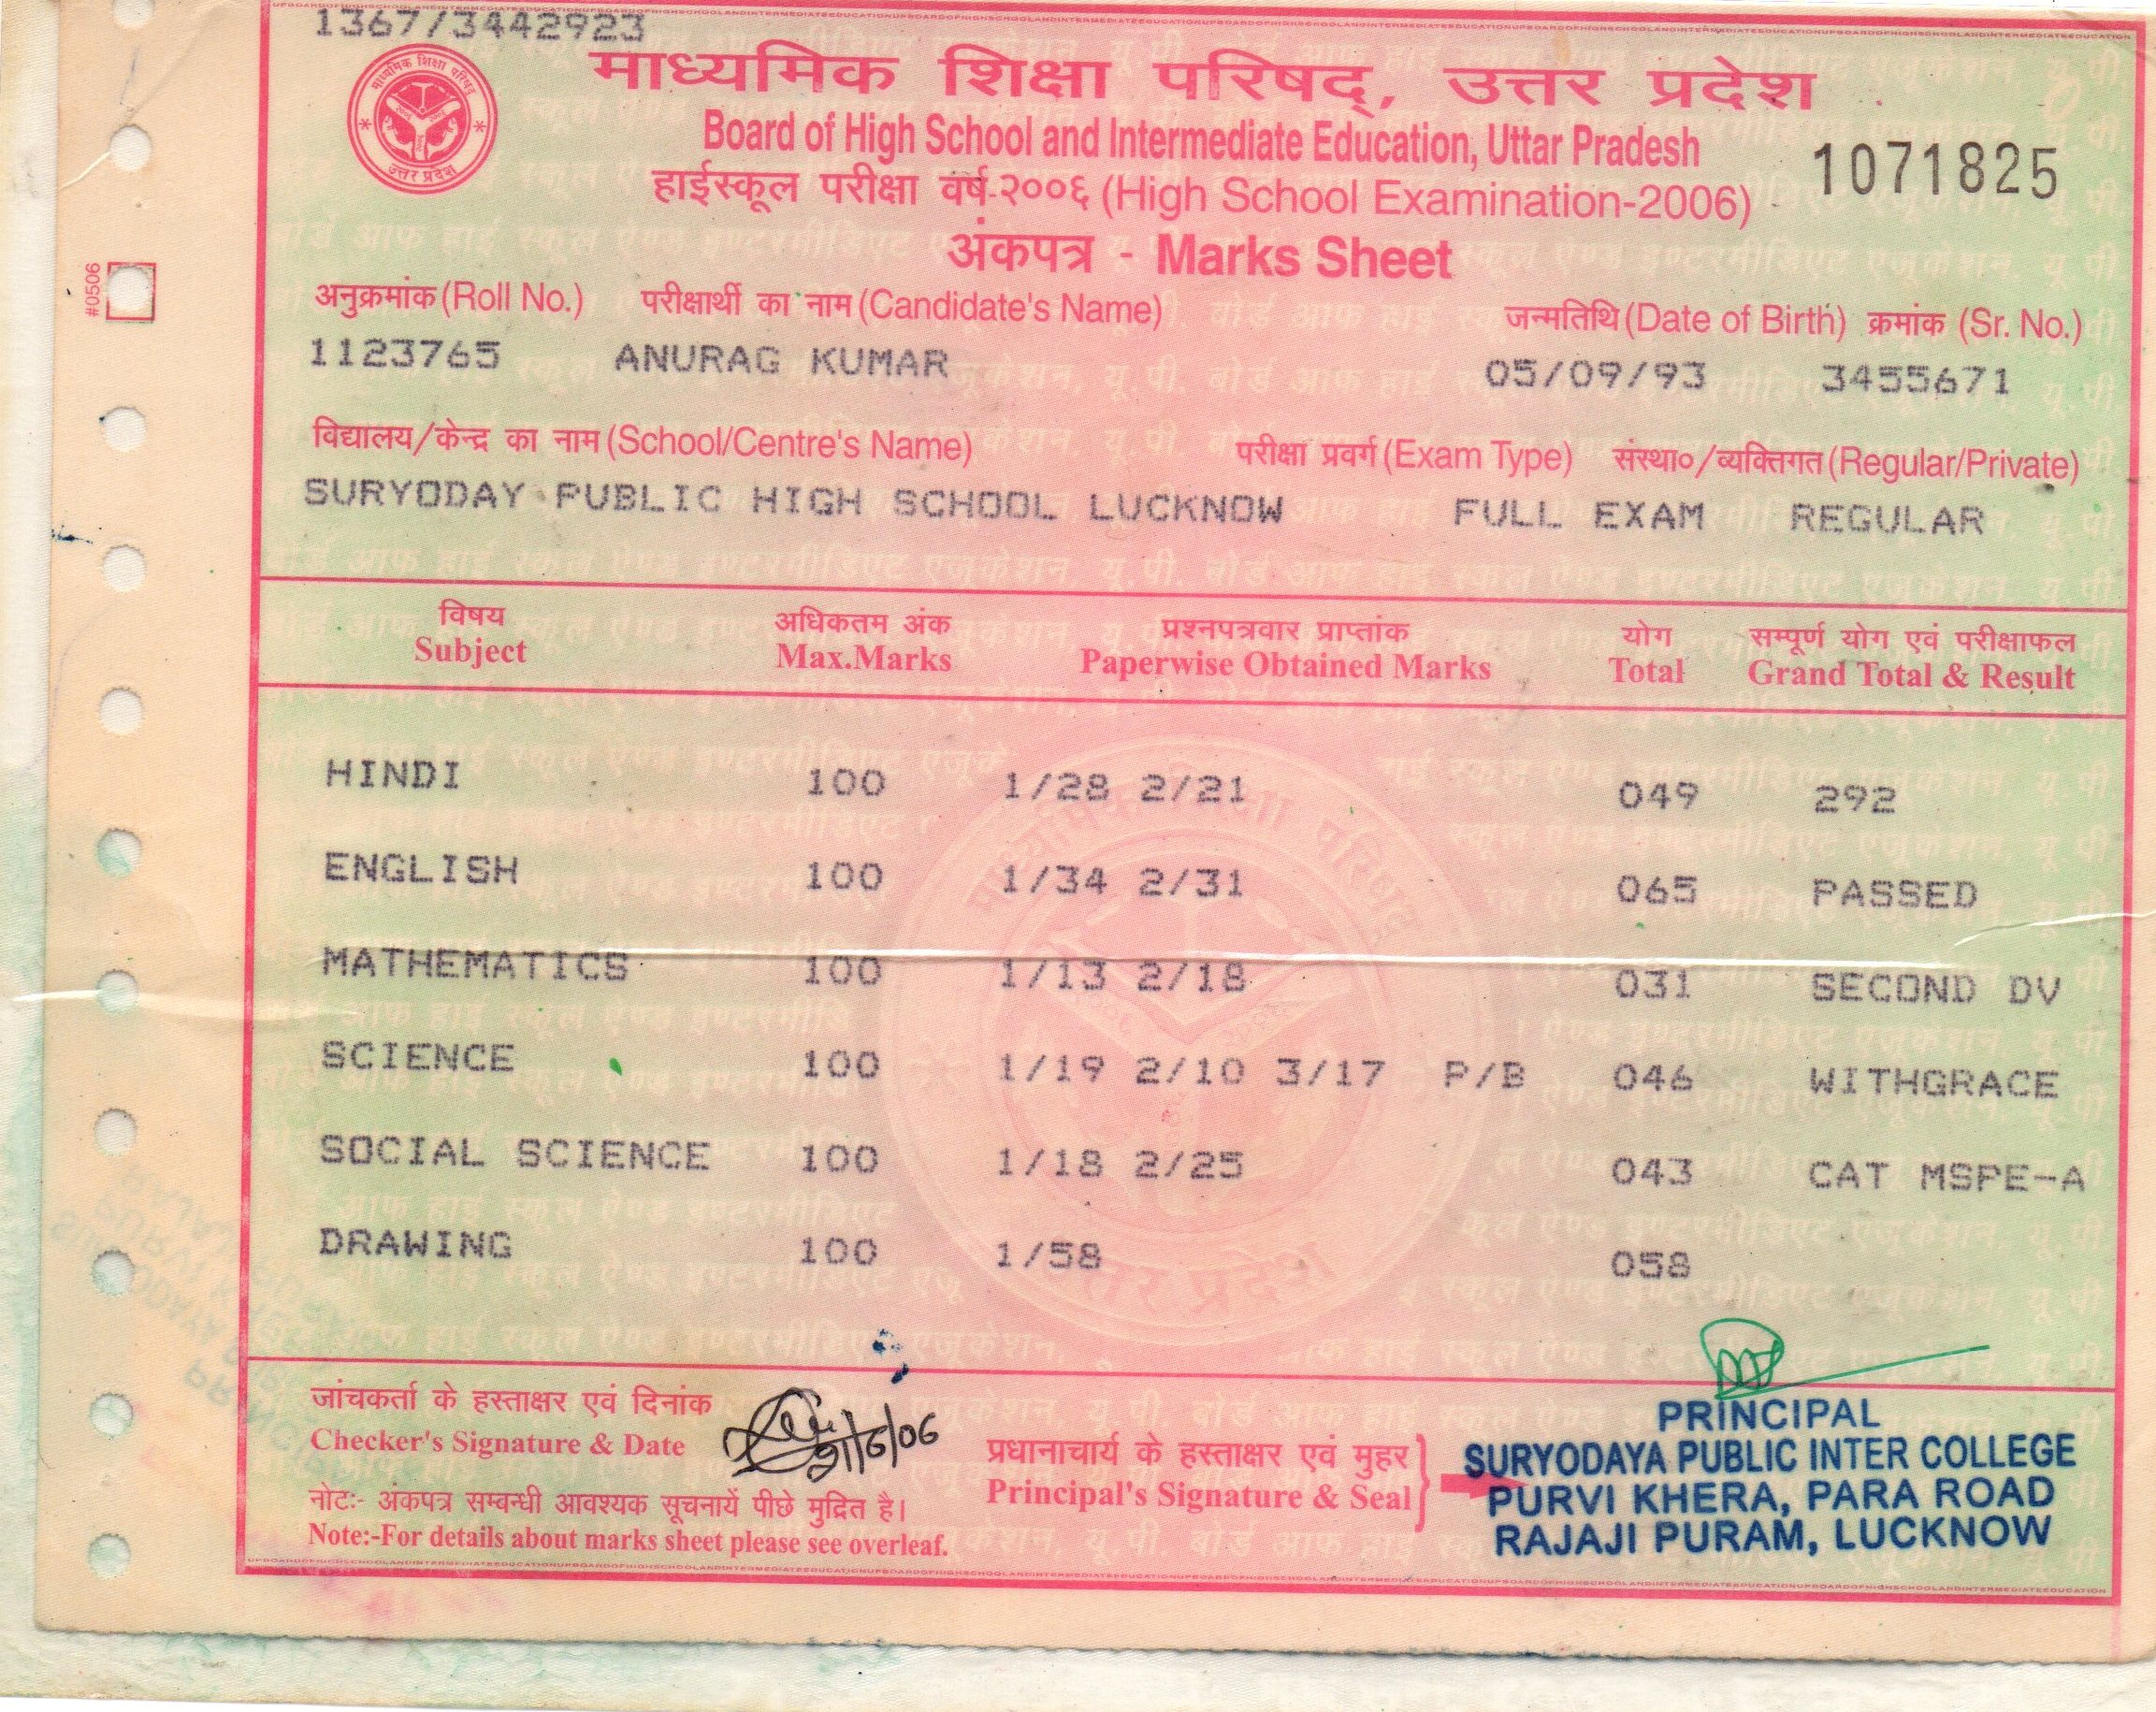 1367/3442923
माध्यमिक शिक्षा परिषद्, उत्तर प्रदेश
Board of High School and Intermediate Education, Uttar Pradesh
1071825
हाईस्कूल परीक्षा वर्ष-२००६ (High School Examination-2006)
अंकपत्र - Marks Sheet
#0506
अनुक्रमांक (Roll No.) परीक्षार्थी का नाम (Candidate's Name) जन्मतिथि (Date of Birth) क्रमांक (Sr. No.)
1123765 ANURAG KUMAR 05/09/93 3455671
विद्यालय/केन्द्र का नाम (School/Centre's Name) परीक्षा प्रवर्ग (Exam Type) संस्था०/व्यक्तिगत (Regular/Private)
SURYODAY PUBLIC HIGH SCHOOL LUCKNOW FULL EXAM REGULAR
विषय अधिकतम अंक प्रश्नपत्रवार प्राप्तांक योग सम्पूर्ण योग एवं परीक्षाफल
Subject Max.Marks Paperwise Obtained Marks Total Grand Total & Result
HINDI 100 1/28 2/21 049 292
ENGLISH 100 1/34 2/31 065 PASSED
MATHEMATICS 100 1/13 2/18 031 SECOND DV
SCIENCE 100 1/19 2/10 3/17 P/B 046 WITHGRACE
SOCIAL SCIENCE 100 1/18 2/25 043 CAT MSPE-A
DRAWING 100 1/58 058
जांचकर्ता के हस्ताक्षर एवं दिनांक
Checker's Signature & Date
प्रधानाचार्य के हस्ताक्षर एवं मुहर
Principal's Signature & Seal
PRINCIPAL
SURYODAYA PUBLIC INTER COLLEGE
PURVI KHERA, PARA ROAD
RAJAJI PURAM, LUCKNOW
नोटः- अंकपत्र सम्बन्धी आवश्यक सूचनायें पीछे मुद्रित है।
Note:-For details about marks sheet please see overleaf.